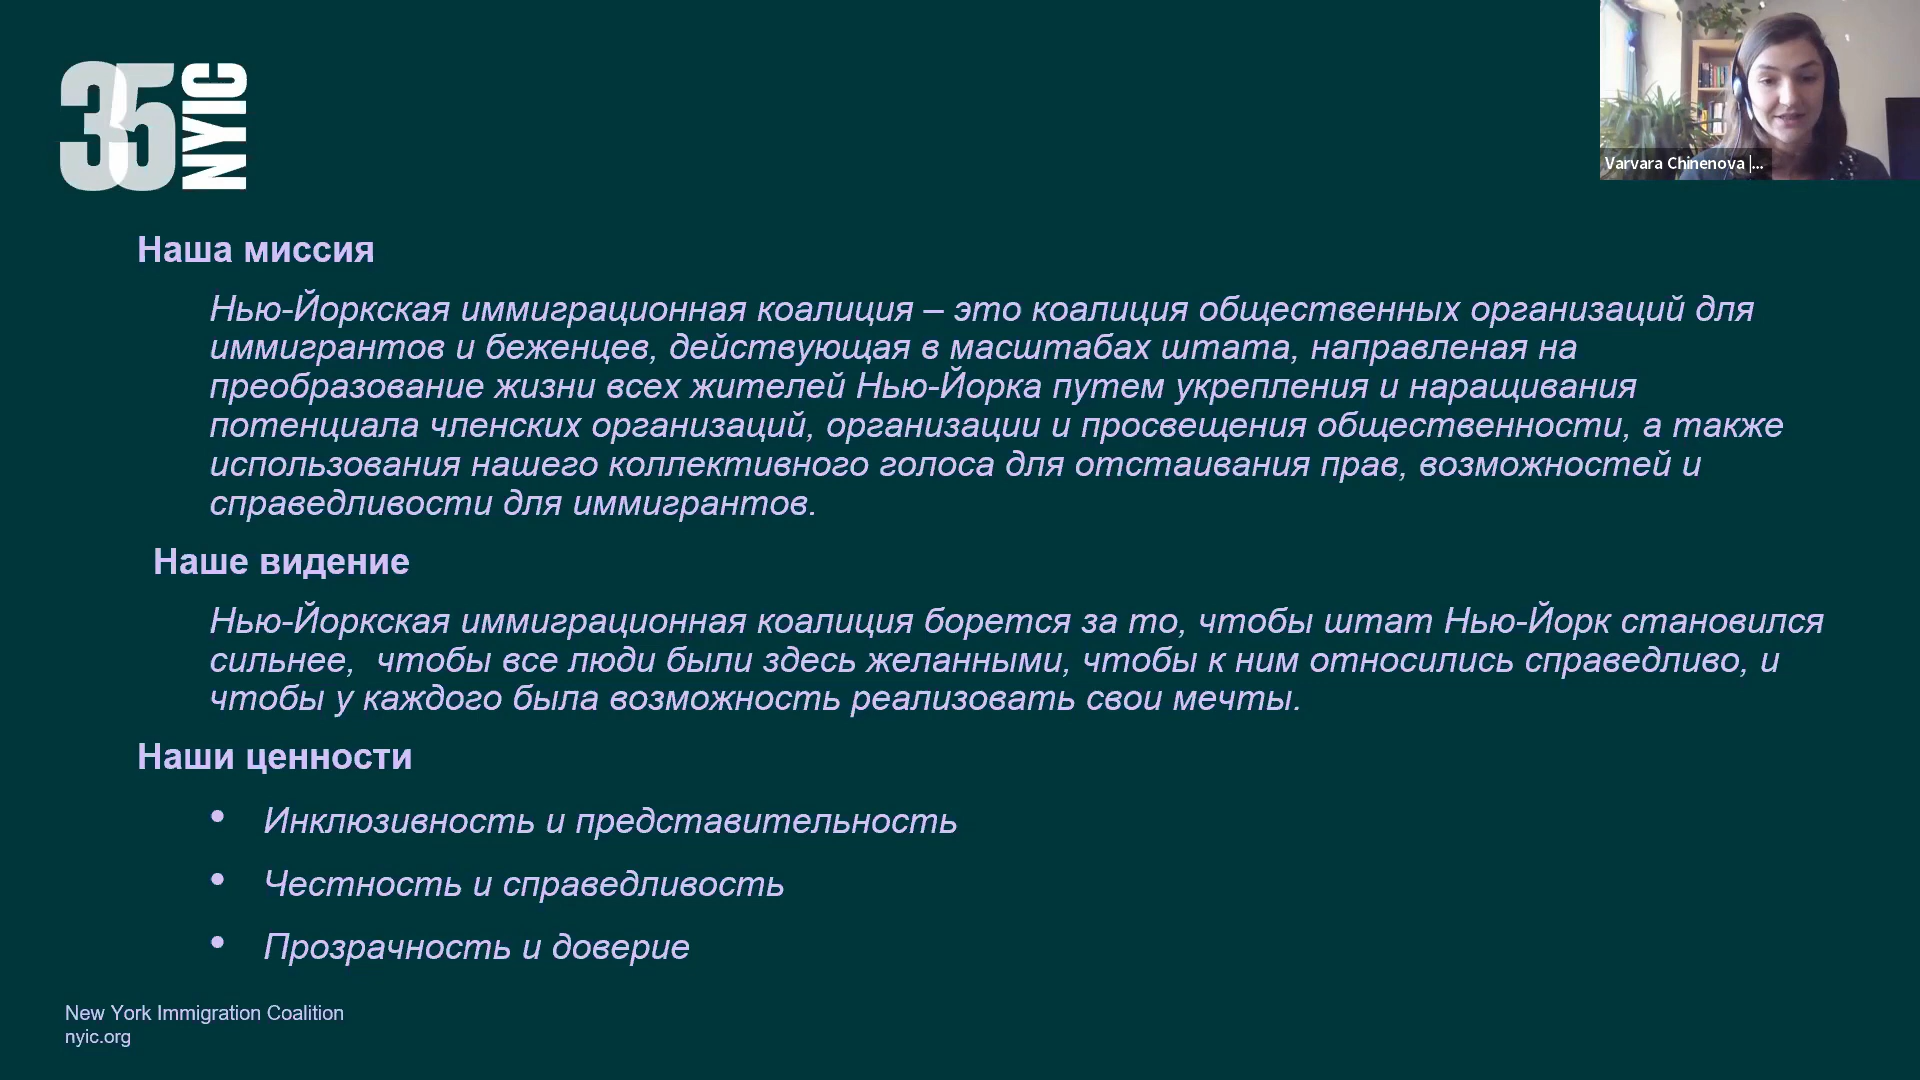 35 NYIC
Varvara Chinenova |...
Наша миссия
Нью-Йоркская иммиграционная коалиция – это коалиция общественных организаций для
иммигрантов и беженцев, действующая в масштабах штата, направленая на
преобразование жизни всех жителей Нью-Йорка путем укрепления и наращивания
потенциала членских организаций, организации и просвещения общественности, а также
использования нашего коллективного голоса для отстаивания прав, возможностей и
справедливости для иммигрантов.
Наше видение
Нью-Йоркская иммиграционная коалиция борется за то, чтобы штат Нью-Йорк становился
сильнее,  чтобы все люди были здесь желанными, чтобы к ним относились справедливо, и
чтобы у каждого была возможность реализовать свои мечты.
Наши ценности
• Инклюзивность и представительность
• Честность и справедливость
• Прозрачность и доверие
New York Immigration Coalition
nyic.org